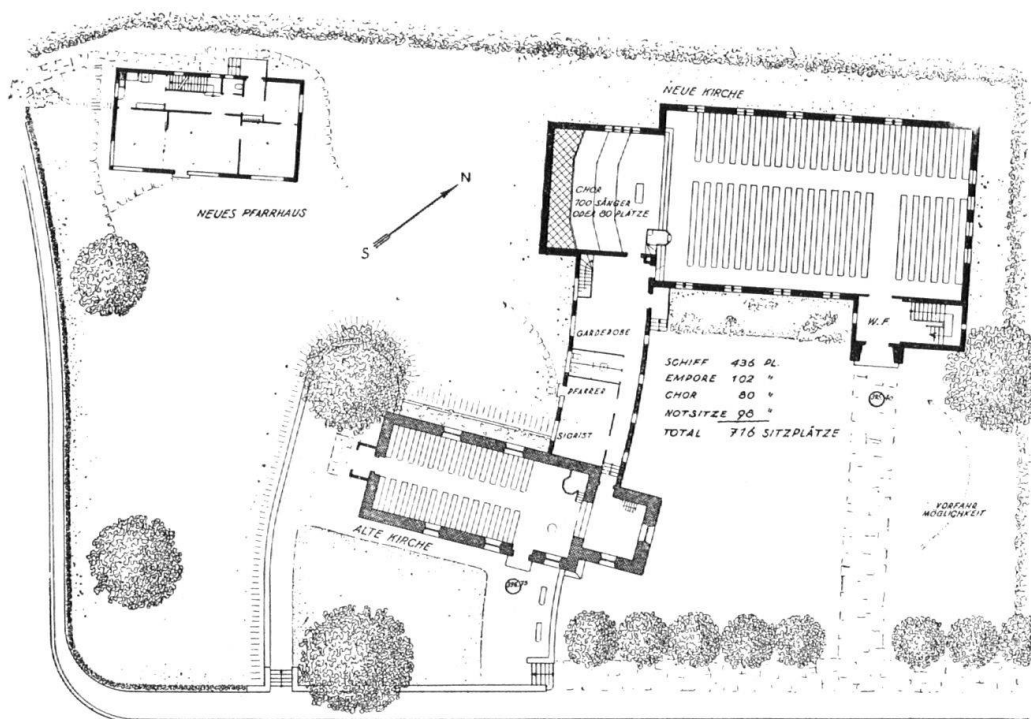 NEUE KIRCHE
NEUES PFARRHAUS
N
S
CHOR
100 SÄNGER
ODER 80 PLÄTZE
GARDEROBE
PFARRER
SIGRIST
W.F.
SCHIFF 436 PL.
EMPORE 102 "
CHOR 80 "
NOTSITZE 98 "
TOTAL 716 SITZPLÄTZE
VORFAHR
MÖGLICHKEIT
ALTE KIRCHE